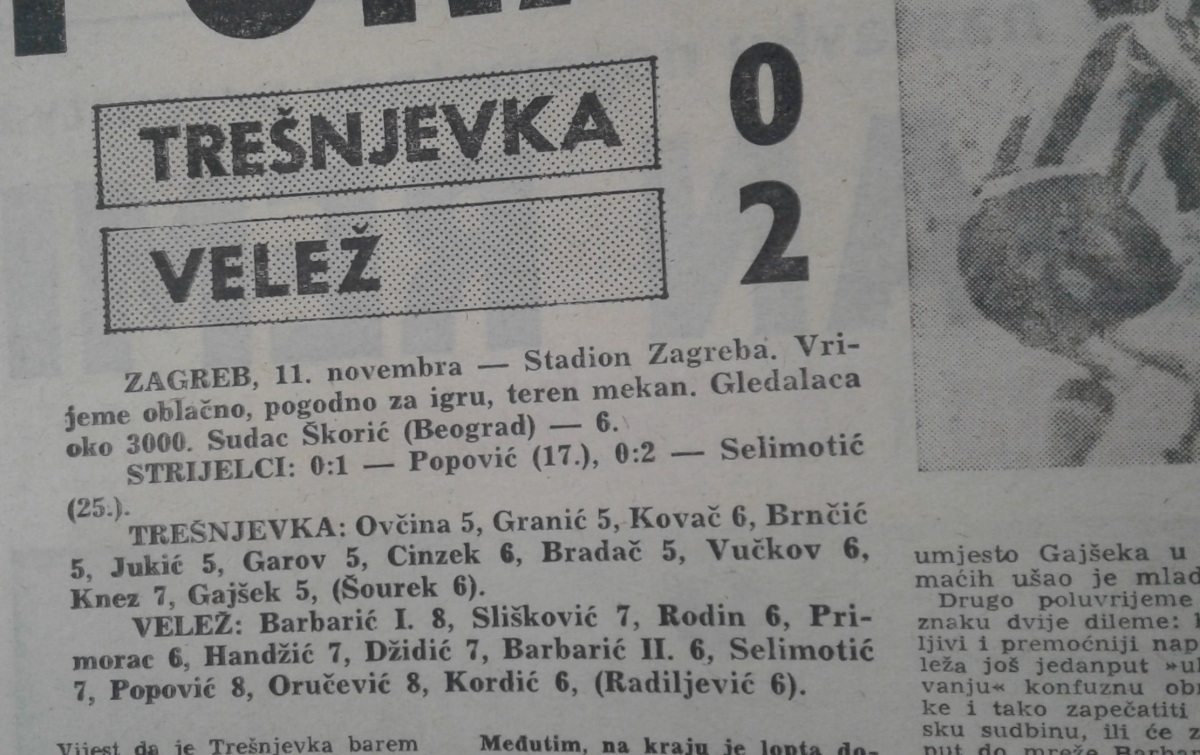 TREŠNJEVKA 0
VELEŽ 2
ZAGREB, 11. novembra — Stadion Zagreba. Vri-
jeme oblačno, pogodno za igru, teren mekan. Gledalaca
oko 3000. Sudac Škorić (Beograd) — 6.
STRIJELCI: 0:1 — Popović (17.), 0:2 — Selimotić
(25.).
TREŠNJEVKA: Ovčina 5, Granić 5, Kovač 6, Brnčić
5, Jukić 5, Garov 5, Cinzek 6, Bradač 5, Vučkov 6,
Knez 7, Gajšek 5, (Šourek 6).
VELEŽ: Barbarić I. 8, Slišković 7, Rodin 6, Pri-
morac 6, Handžić 7, Džidić 7, Barbarić II. 6, Selimotić
7, Popović 8, Oručević 8, Kordić 6, (Radiljević 6).
Vijest da je Trešnjevka barem
Međutim, na kraju je lopta do-
umjesto Gajšeka u
maćih ušao je mlad
Drugo poluvrijeme
znaku dvije dileme:
ljivi i premoćniji nap
leža još jedanput »u
vanju« konfuznu ob
ke i tako zapečatiti
sku sudbinu, ili će
put do mreže